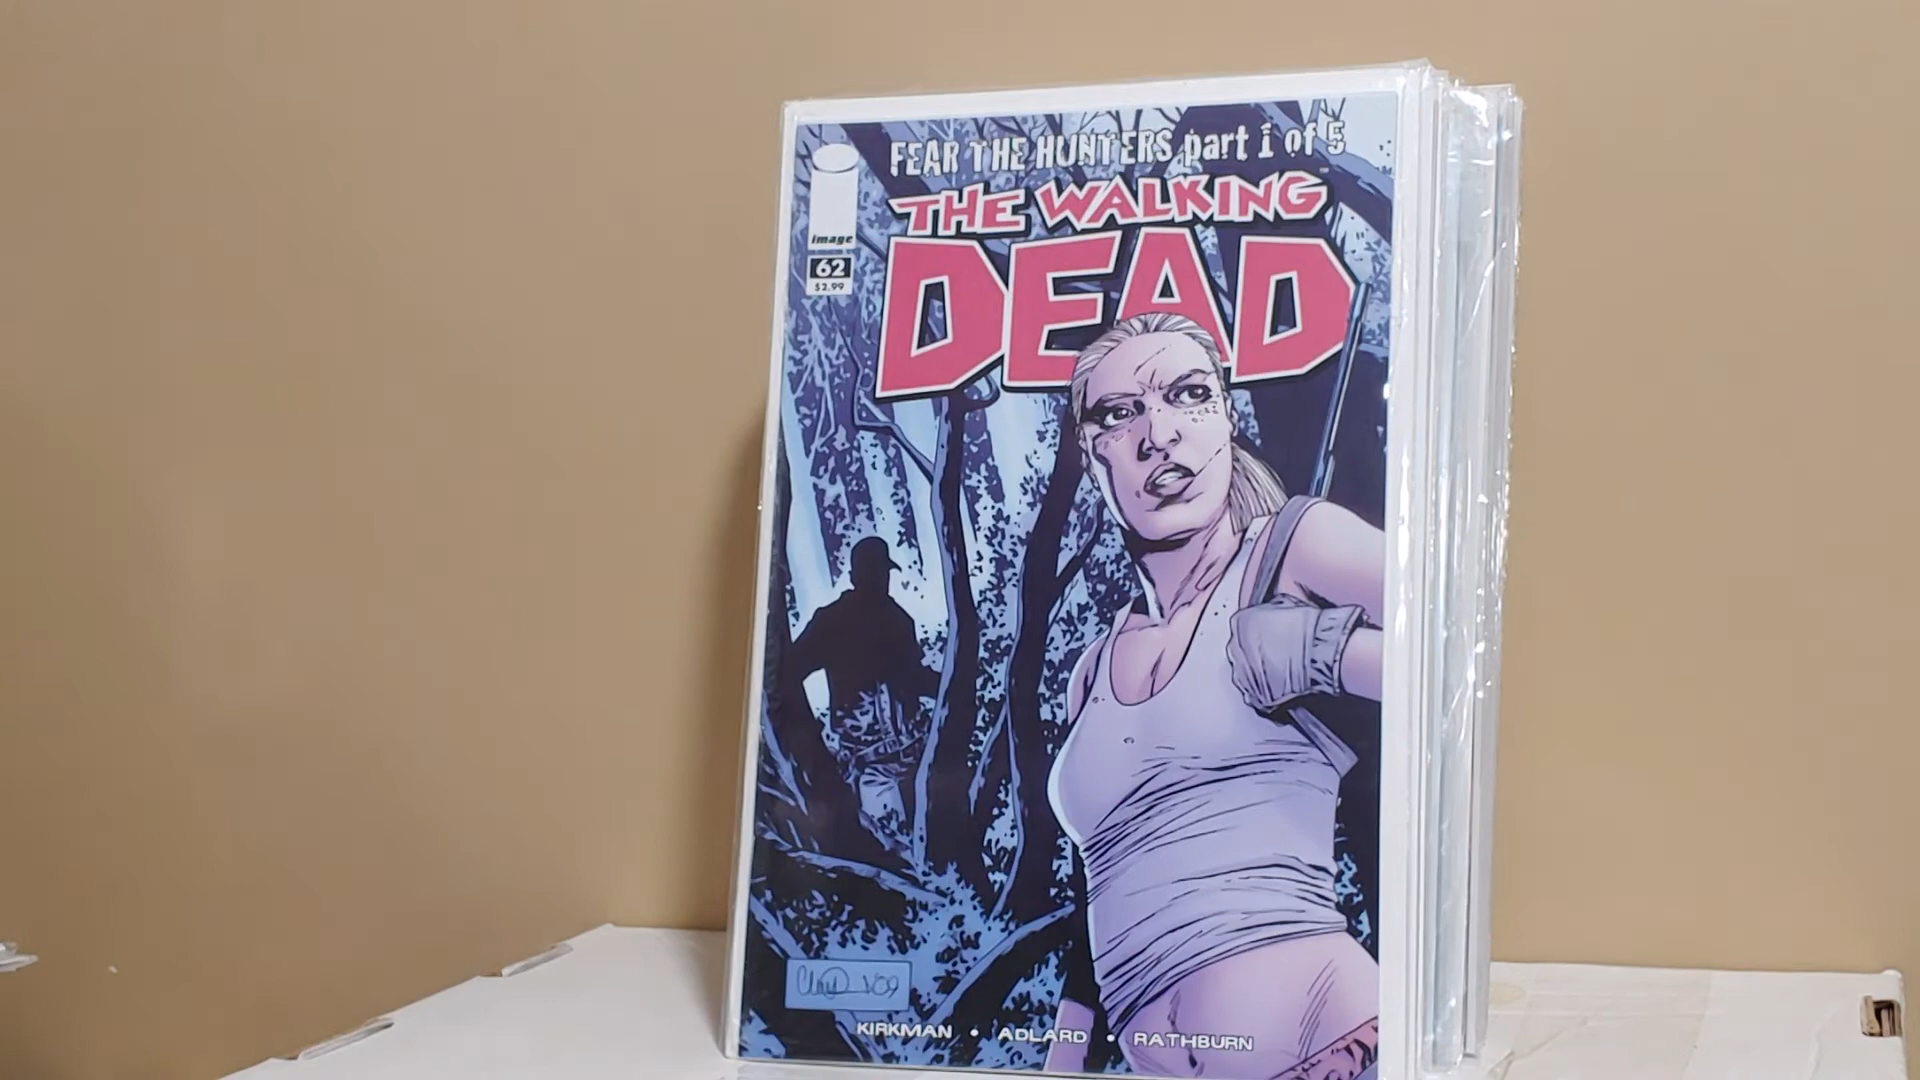 FEAR THE HUNTERS part 1 of 5
THE WALKING
DEAD
image
62
$2.99
KIRKMAN • ADLARD • RATHBURN